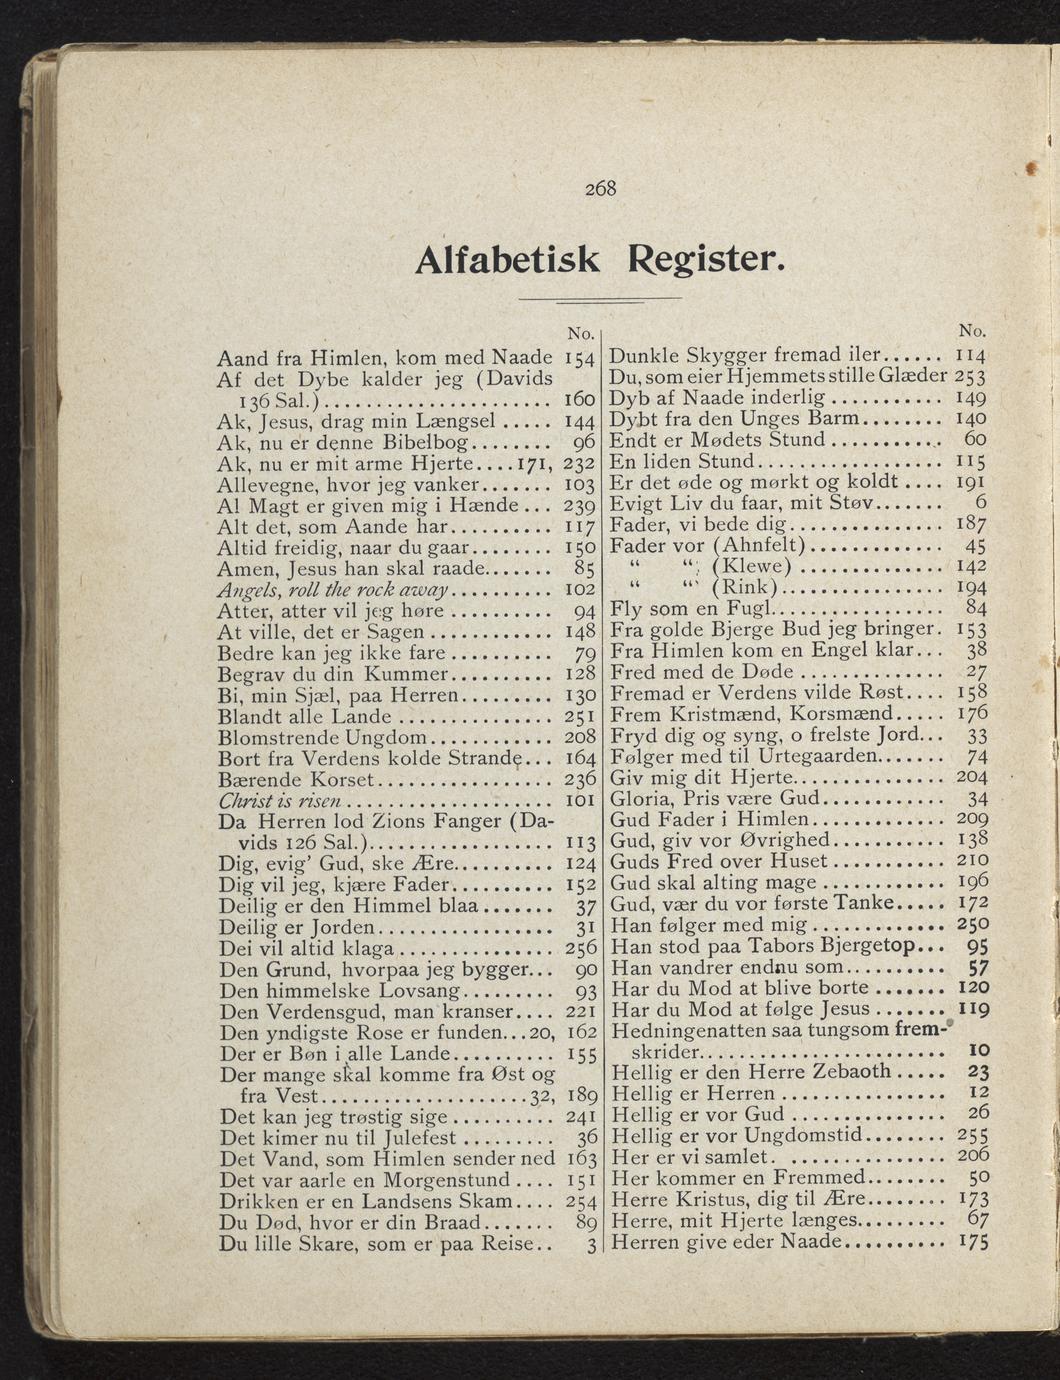 268
Alfabetisk Register.
No.
Aand fra Himlen, kom med Naade 154
Af det Dybe kalder jeg (Davids
136 Sal.)...................... 160
Ak, Jesus, drag min Længsel ..... 144
Ak, nu er denne Bibelbog........ 96
Ak, nu er mit arme Hjerte....171, 232
Allevegne, hvor jeg vanker....... 103
Al Magt er given mig i Hænde ... 239
Alt det, som Aande har.......... 117
Altid freidig, naar du gaar........ 150
Amen, Jesus han skal raade....... 85
Angels, roll the rock away.......... 102
Atter, atter vil jeg høre .......... 94
At ville, det er Sagen ............ 148
Bedre kan jeg ikke fare .......... 79
Begrav du din Kummer.......... 128
Bi, min Sjæl, paa Herren......... 130
Blandt alle Lande ............... 251
Blomstrende Ungdom............ 208
Bort fra Verdens kolde Strande... 164
Bærende Korset................. 236
Christ is risen .................... 101
Da Herren lod Zions Fanger (Da-
vids 126 Sal.).................. 113
Dig, evig' Gud, ske Ære.......... 124
Dig vil jeg, kjære Fader.......... 152
Deilig er den Himmel blaa ....... 37
Deilig er Jorden................. 31
Dei vil altid klaga ............... 256
Den Grund, hvorpaa jeg bygger... 90
Den himmelske Lovsang......... 93
Den Verdensgud, man kranser.... 221
Den yndigste Rose er funden...20, 162
Der er Bøn i alle Lande.......... 155
Der mange skal komme fra Øst og
fra Vest....................32, 189
Det kan jeg trøstig sige .......... 241
Det kimer nu til Julefest ......... 36
Det Vand, som Himlen sender ned 163
Det var aarle en Morgenstund .... 151
Drikken er en Landsens Skam.... 254
Du Død, hvor er din Braad....... 89
Du lille Skare, som er paa Reise.. 3
No.
Dunkle Skygger fremad iler...... 114
Du, som eier Hjemmets stille Glæder 253
Dyb af Naade inderlig ........... 149
Dybt fra den Unges Barm........ 140
Endt er Mødets Stund ........... 60
En liden Stund.................. 115
Er det øde og mørkt og koldt .... 191
Evigt Liv du faar, mit Støv....... 6
Fader, vi bede dig............... 187
Fader vor (Ahnfelt)............. 45
“ “ (Klewe) .............. 142
“ “ (Rink)................ 194
Fly som en Fugl................. 84
Fra golde Bjerge Bud jeg bringer. 153
Fra Himlen kom en Engel klar... 38
Fred med de Døde .............. 27
Fremad er Verdens vilde Røst.... 158
Frem Kristmænd, Korsmænd..... 176
Fryd dig og syng, o frelste Jord... 33
Følger med til Urtegaarden....... 74
Giv mig dit Hjerte............... 204
Gloria, Pris være Gud............ 34
Gud Fader i Himlen............. 209
Gud, giv vor Øvrighed........... 138
Guds Fred over Huset ........... 210
Gud skal alting mage ............ 196
Gud, vær du vor første Tanke..... 172
Han følger med mig ............. 250
Han stod paa Tabors Bjergetop... 95
Han vandrer endnu som.......... 57
Har du Mod at blive borte ....... 120
Har du Mod at følge Jesus ....... 119
Hedningenatten saa tungsom frem-
skrider........................ 10
Hellig er den Herre Zebaoth ..... 23
Hellig er Herren ................ 12
Hellig er vor Gud ............... 26
Hellig er vor Ungdomstid........ 255
Her er vi samlet. ............... 206
Her kommer en Fremmed........ 50
Herre Kristus, dig til Ære........ 173
Herre, mit Hjerte længes......... 67
Herren give eder Naade.......... 175